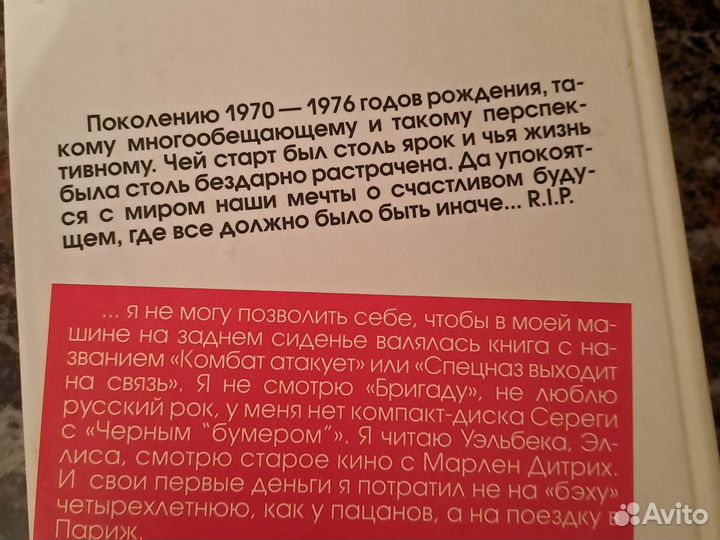 Поколению 1970 — 1976 годов рождения, та-
кому многообещающему и такому перспек-
тивному. Чей старт был столь ярок и чья жизнь
была столь бездарно растрачена. Да упокоят-
ся с миром наши мечты о счастливом буду-
щем, где все должно было быть иначе... R.I.P.
... я не могу позволить себе, чтобы в моей ма-
шине на заднем сиденье валялась книга с на-
званием «Комбат атакует» или «Спецназ выходит
на связь». Я не смотрю «Бригаду», не люблю
русский рок, у меня нет компакт-диска Сереги
с «Черным "бумером"». Я читаю Уэльбека, Эл-
лиса, смотрю старое кино с Марлен Дитрих.
И свои первые деньги я потратил не на «бэху»
четырехлетнюю, как у пацанов, а на поездку в
Париж.
Avito